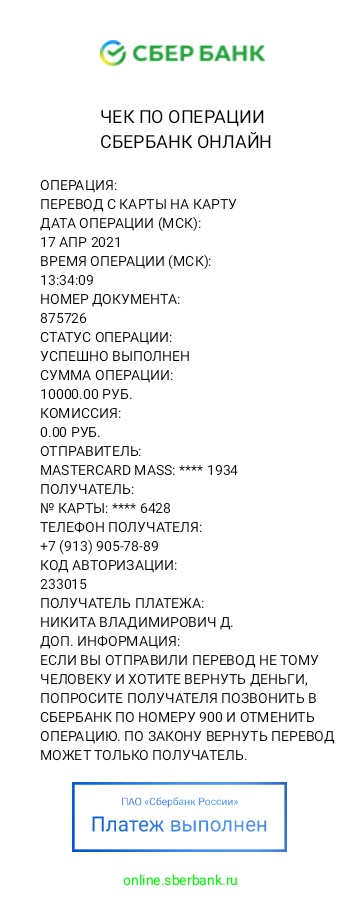 СБЕР БАНК
ЧЕК ПО ОПЕРАЦИИ
СБЕРБАНК ОНЛАЙН
ОПЕРАЦИЯ:
ПЕРЕВОД С КАРТЫ НА КАРТУ
ДАТА ОПЕРАЦИИ (МСК):
17 АПР 2021
ВРЕМЯ ОПЕРАЦИИ (МСК):
13:34:09
НОМЕР ДОКУМЕНТА:
875726
СТАТУС ОПЕРАЦИИ:
УСПЕШНО ВЫПОЛНЕН
СУММА ОПЕРАЦИИ:
10000.00 РУБ.
КОМИССИЯ:
0.00 РУБ.
ОТПРАВИТЕЛЬ:
MASTERCARD MASS: **** 1934
ПОЛУЧАТЕЛЬ:
№ КАРТЫ: **** 6428
ТЕЛЕФОН ПОЛУЧАТЕЛЯ:
+7 (913) 905-78-89
КОД АВТОРИЗАЦИИ:
233015
ПОЛУЧАТЕЛЬ ПЛАТЕЖА:
НИКИТА ВЛАДИМИРОВИЧ Д.
ДОП. ИНФОРМАЦИЯ:
ЕСЛИ ВЫ ОТПРАВИЛИ ПЕРЕВОД НЕ ТОМУ
ЧЕЛОВЕКУ И ХОТИТЕ ВЕРНУТЬ ДЕНЬГИ,
ПОПРОСИТЕ ПОЛУЧАТЕЛЯ ПОЗВОНИТЬ В
СБЕРБАНК ПО НОМЕРУ 900 И ОТМЕНИТЬ
ОПЕРАЦИЮ. ПО ЗАКОНУ ВЕРНУТЬ ПЕРЕВОД
МОЖЕТ ТОЛЬКО ПОЛУЧАТЕЛЬ.
ПАО «Сбербанк России»
Платеж выполнен
online.sberbank.ru